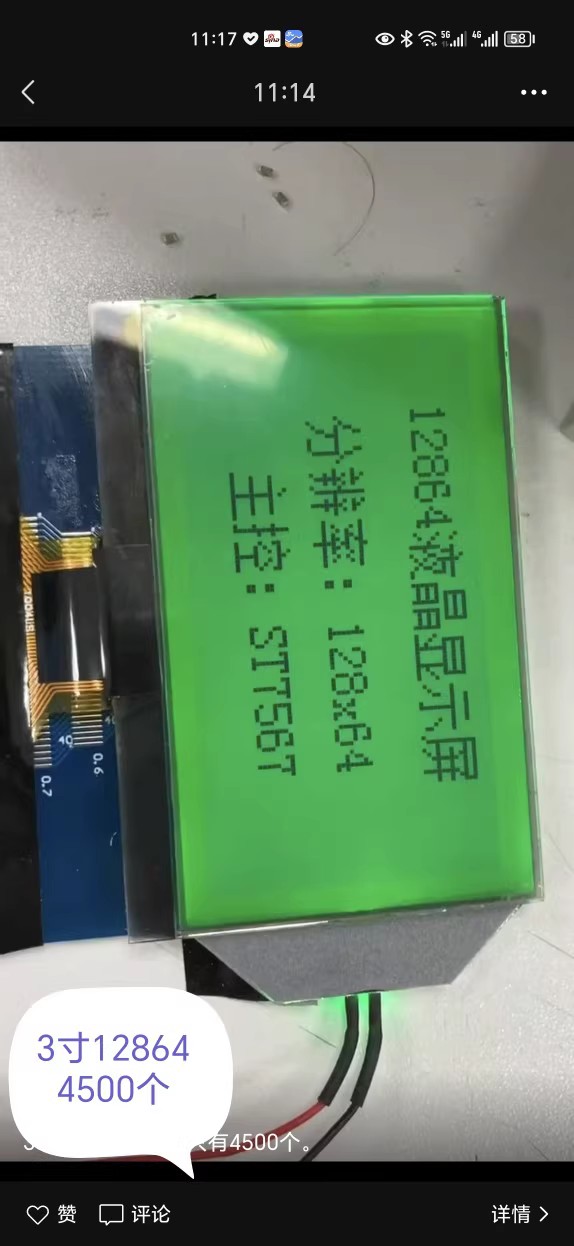 11:17
5G
4G
58
11:14
12864液晶显示屏
分辨率：128x64
主控：ST7567
40
0.6
0.7
3寸12864
4500个
只有4500个。
赞
评论
详情